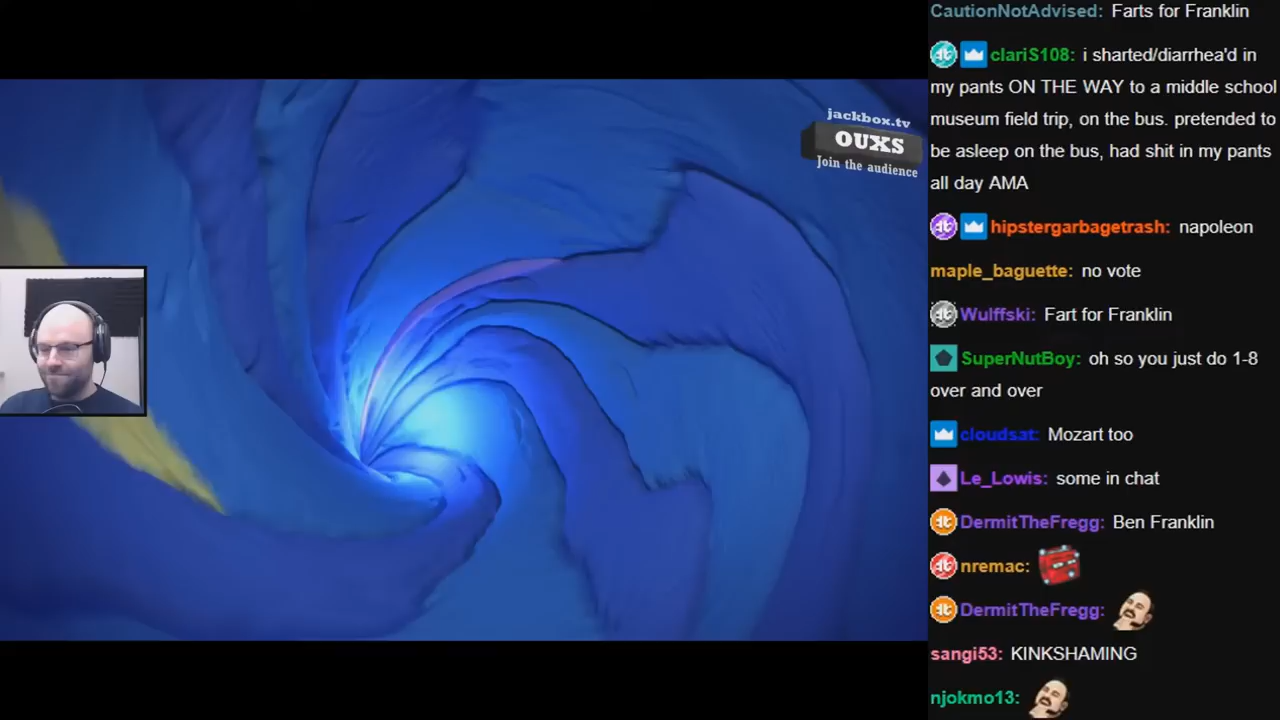 jackbox.tv
OUXS
Join the audience
CautionNotAdvised: Farts for Franklin
clariS108: i sharted/diarrhea'd in
my pants ON THE WAY to a middle school
museum field trip, on the bus. pretended to
be asleep on the bus, had shit in my pants
all day AMA
hipstergarbagetrash: napoleon
maple_baguette: no vote
Wulffski: Fart for Franklin
SuperNutBoy: oh so you just do 1-8
over and over
cloudsat: Mozart too
Le_Lowis: some in chat
DermitTheFregg: Ben Franklin
nremac:
DermitTheFregg:
sangi53: KINKSHAMING
njokmo13: